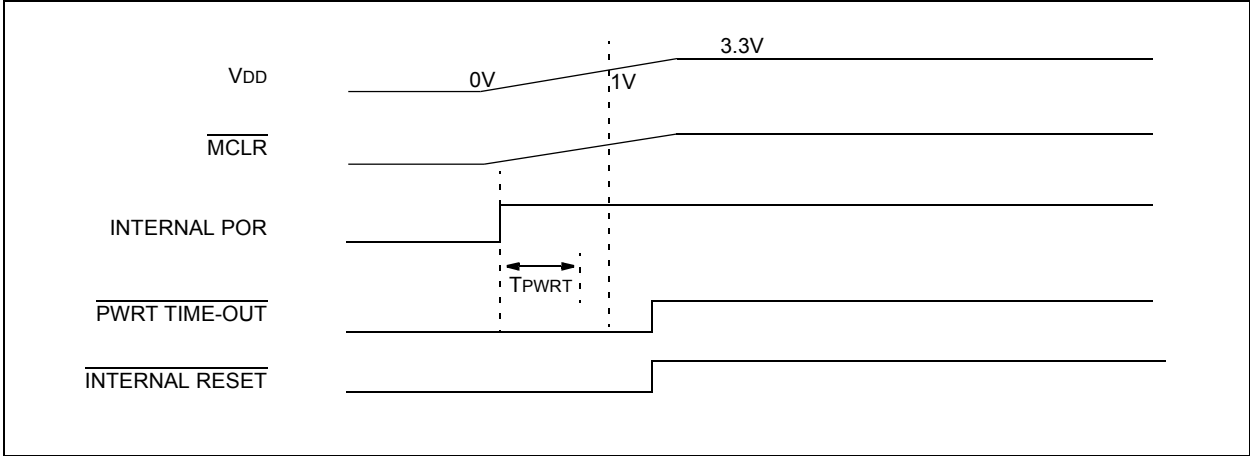 3.3V
VDD
0V
1V
MCLR
INTERNAL POR
TPWRT
PWRT TIME-OUT
INTERNAL RESET